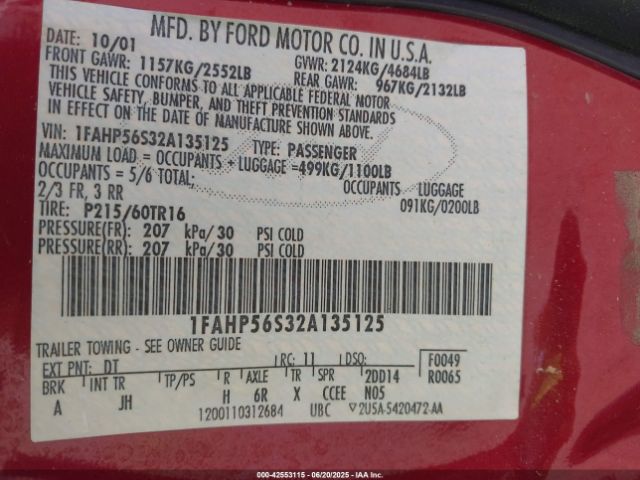 MFD. BY FORD MOTOR CO. IN U.S.A.
DATE: 10/01 GVWR: 2124KG/4684LB
FRONT GAWR: 1157KG/2552LB REAR GAWR: 967KG/2132LB
THIS VEHICLE CONFORMS TO ALL APPLICABLE FEDERAL MOTOR
VEHICLE SAFETY, BUMPER, AND THEFT PREVENTION STANDARDS
IN EFFECT ON THE DATE OF MANUFACTURE SHOWN ABOVE.
VIN: 1FAHP56S32A135125 TYPE: PASSENGER
MAXIMUM LOAD = OCCUPANTS + LUGGAGE =499KG/1100LB
OCCUPANTS = 5/6 TOTAL; OCCUPANTS LUGGAGE
2/3 FR, 3 RR 091KG/0200LB
TIRE: P215/60TR16
PRESSURE(FR): 207 kPa/30 PSI COLD
PRESSURE(RR): 207 kPa/30 PSI COLD
1FAHP56S32A135125
TRAILER TOWING - SEE OWNER GUIDE
EXT PNT: DT RC: 11 DSO: F0049
BRK INT TR TP/PS R AXLE TR SPR 2DD14 R0065
A JH H 6R X CCEE N05
1200110312684 UBC ▽2U5A-5420472-AA
000-42553115 - 06/20/2025 - IAAI.COM